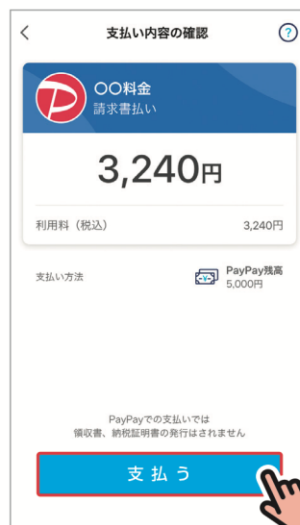 支払い内容の確認
?
〇〇料金
請求書払い
3,240円
利用料（税込） 3,240円
支払い方法 PayPay残高
5,000円
PayPayでの支払いでは
領収書、納税証明書の発行はされません
支払う